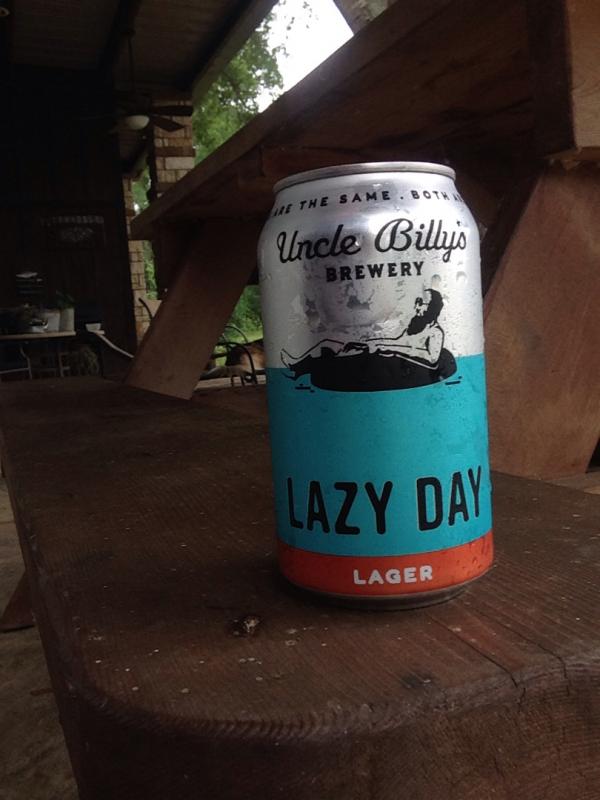 ARE THE SAME . BOTH
Uncle Billy's
BREWERY
LAZY DAY
LAGER